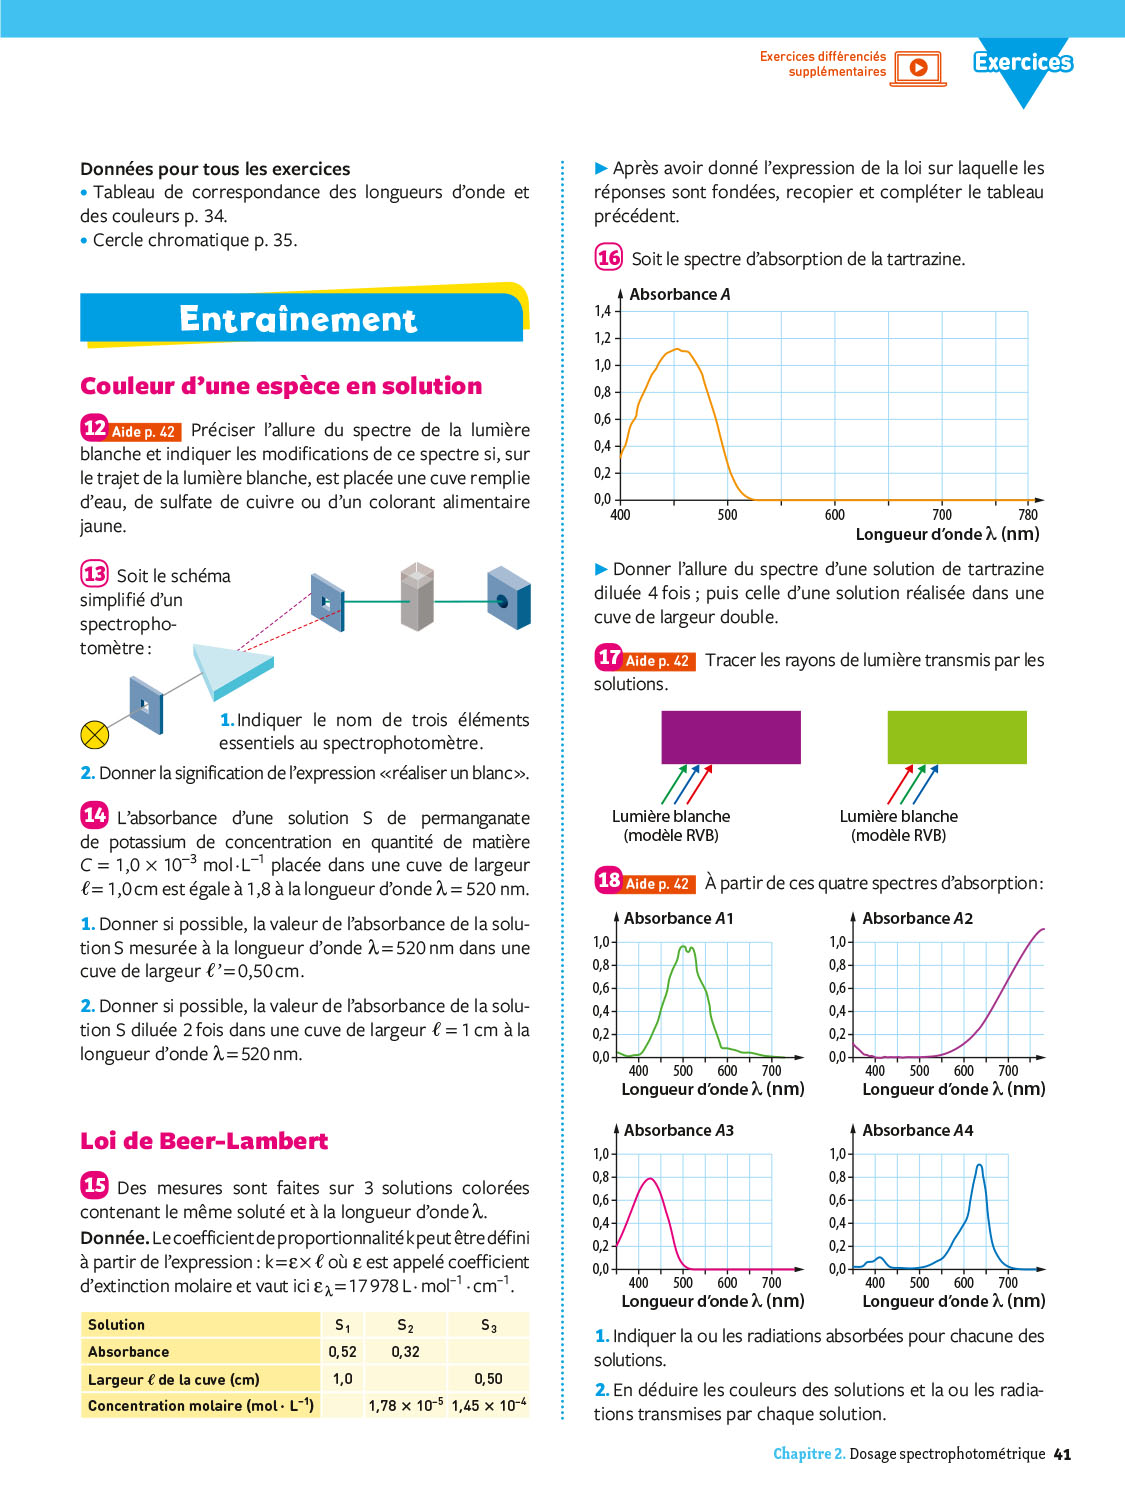 Exercices différenciés
supplémentaires
Exercices
Données pour tous les exercices
• Tableau de correspondance des longueurs d'onde et
des couleurs p. 34.
• Cercle chromatique p. 35.
Entraînement
Couleur d'une espèce en solution
12 Aide p. 42 Préciser l'allure du spectre de la lumière
blanche et indiquer les modifications de ce spectre si, sur
le trajet de la lumière blanche, est placée une cuve remplie
d'eau, de sulfate de cuivre ou d'un colorant alimentaire
jaune.
13 Soit le schéma
simplifié d'un
spectropho-
tomètre :
1. Indiquer le nom de trois éléments
essentiels au spectrophotomètre.
2. Donner la signification de l'expression «réaliser un blanc».
14 L'absorbance d'une solution S de permanganate
de potassium de concentration en quantité de matière
C = 1,0 × 10⁻³ mol·L⁻¹ placée dans une cuve de largeur
ℓ = 1,0 cm est égale à 1,8 à la longueur d'onde λ = 520 nm.
1. Donner si possible, la valeur de l'absorbance de la solu-
tion S mesurée à la longueur d'onde λ = 520 nm dans une
cuve de largeur ℓ' = 0,50 cm.
2. Donner si possible, la valeur de l'absorbance de la solu-
tion S diluée 2 fois dans une cuve de largeur ℓ = 1 cm à la
longueur d'onde λ = 520 nm.
Loi de Beer-Lambert
15 Des mesures sont faites sur 3 solutions colorées
contenant le même soluté et à la longueur d'onde λ.
Donnée. Le coefficient de proportionnalité k peut être défini
à partir de l'expression : k = ε × ℓ où ε est appelé coefficient
d'extinction molaire et vaut ici ελ = 17 978 L · mol⁻¹ · cm⁻¹.
Solution S₁ S₂ S₃
Absorbance 0,52 0,32
Largeur ℓ de la cuve (cm) 1,0 0,50
Concentration molaire (mol · L⁻¹) 1,78 × 10⁻⁵ 1,45 × 10⁻⁴
► Après avoir donné l'expression de la loi sur laquelle les
réponses sont fondées, recopier et compléter le tableau
précédent.
16 Soit le spectre d'absorption de la tartrazine.
Absorbance A
1,4
1,2
1,0
0,8
0,6
0,4
0,2
0,0
400 500 600 700 780
Longueur d'onde λ (nm)
► Donner l'allure du spectre d'une solution de tartrazine
diluée 4 fois ; puis celle d'une solution réalisée dans une
cuve de largeur double.
17 Aide p. 42 Tracer les rayons de lumière transmis par les
solutions.
Lumière blanche
(modèle RVB)
Lumière blanche
(modèle RVB)
18 Aide p. 42 À partir de ces quatre spectres d'absorption :
Absorbance A1
1,0
0,8
0,6
0,4
0,2
0,0
400 500 600 700
Longueur d'onde λ (nm)
Absorbance A2
1,0
0,8
0,6
0,4
0,2
0,0
400 500 600 700
Longueur d'onde λ (nm)
Absorbance A3
1,0
0,8
0,6
0,4
0,2
0,0
400 500 600 700
Longueur d'onde λ (nm)
Absorbance A4
1,0
0,8
0,6
0,4
0,2
0,0
400 500 600 700
Longueur d'onde λ (nm)
1. Indiquer la ou les radiations absorbées pour chacune des
solutions.
2. En déduire les couleurs des solutions et la ou les radia-
tions transmises par chaque solution.
Chapitre 2. Dosage spectrophotométrique 41